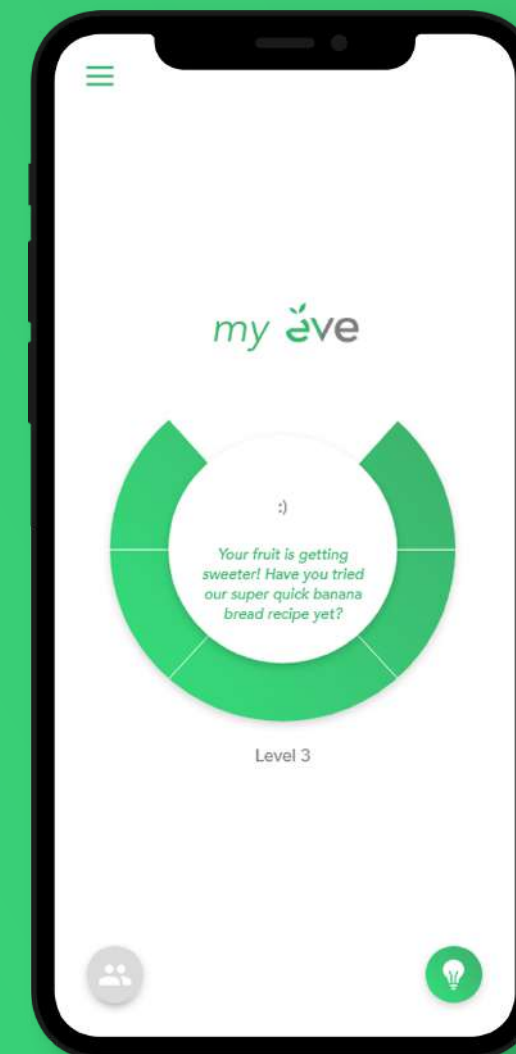 my ève
:)
Your fruit is getting
sweeter! Have you tried
our super quick banana
bread recipe yet?
Level 3